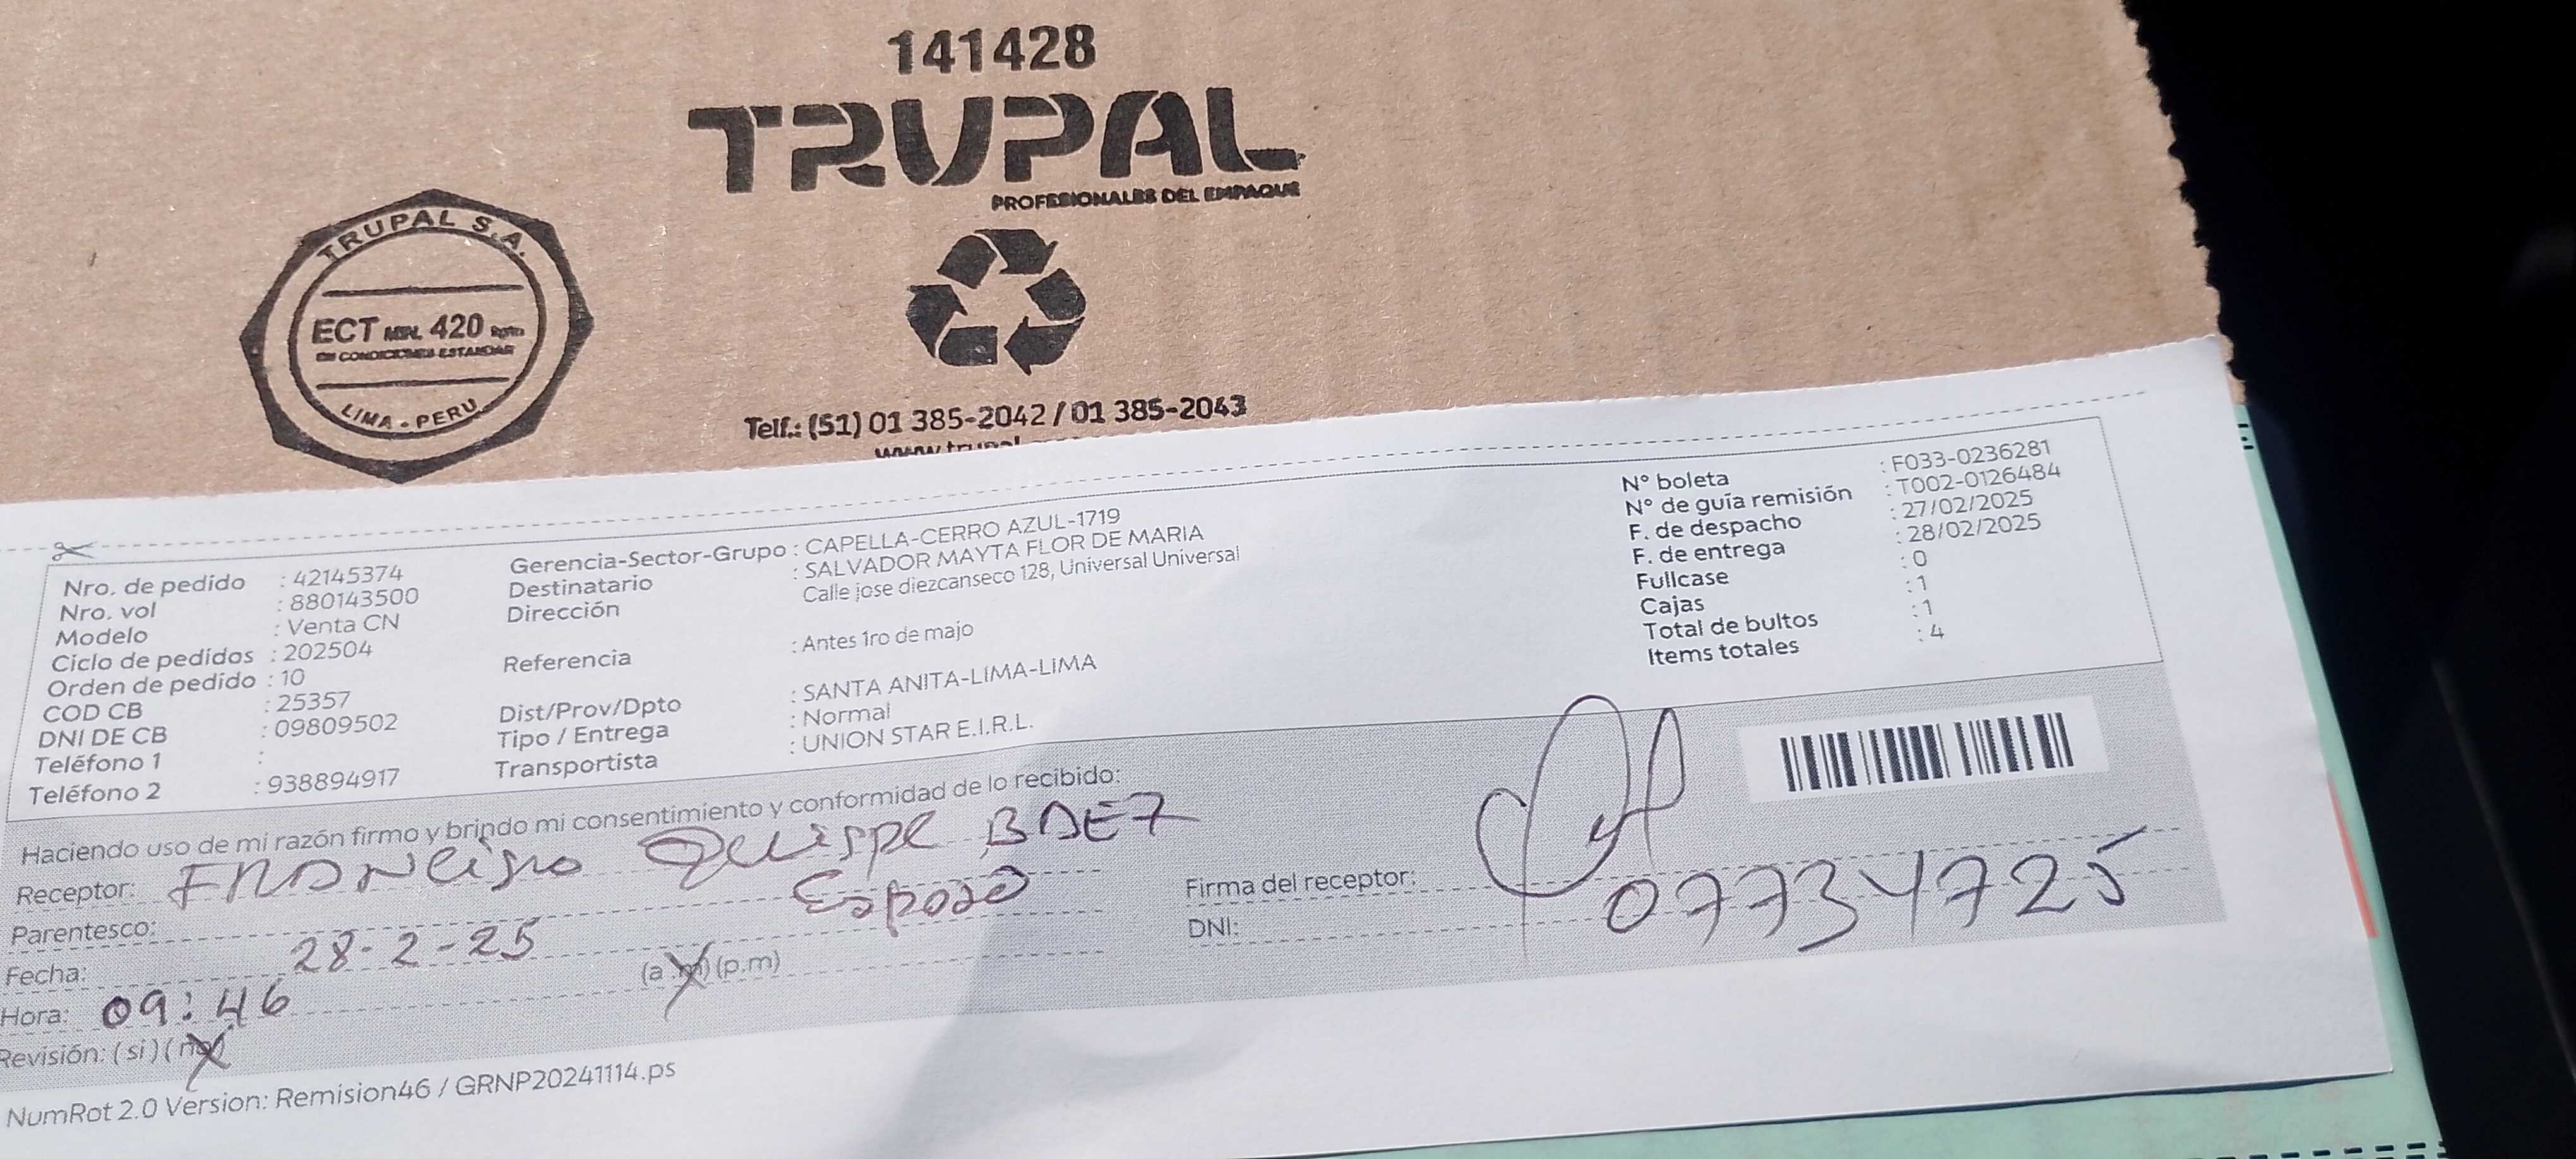 141428
TRUPAL
PROFESIONALES DEL EMPAQUE
TRUPAL S.A.
ECT MIN. 420
EN CONDICIONES ESTANDAR
LIMA - PERU
Telf.: (51) 01 385-2042 / 01 385-2043
www.trupal
Nro. de pedido : 42145374
Nro. vol : 880143500
Modelo : Venta CN
Ciclo de pedidos : 202504
Orden de pedido : 10
COD CB : 25357
DNI DE CB : 09809502
Teléfono 1 :
Teléfono 2 : 938894917
Gerencia-Sector-Grupo : CAPELLA-CERRO AZUL-1719
Destinatario : SALVADOR MAYTA FLOR DE MARIA
Dirección Calle jose diezcanseco 128, Universal Universal
Referencia : Antes 1ro de majo
Dist/Prov/Dpto : SANTA ANITA-LIMA-LIMA
Tipo / Entrega : Normal
Transportista : UNION STAR E.I.R.L.
N° boleta : F033-0236281
N° de guía remisión : T002-0126484
F. de despacho : 27/02/2025
F. de entrega : 28/02/2025
Fullcase : 0
Cajas : 1
Total de bultos : 1
Items totales : 4
Haciendo uso de mi razón firmo y brindo mi consentimiento y conformidad de lo recibido:
Receptor: FRANCISCO QUISPE BAEZ
Parentesco: Esposo
Fecha: 28-2-25
Hora: 09:46 (a.m) (p.m)
Revisión: (si) (no)
Firma del receptor:
DNI: 07734725
NumRot 2.0 Version: Remision46 / GRNP20241114.ps